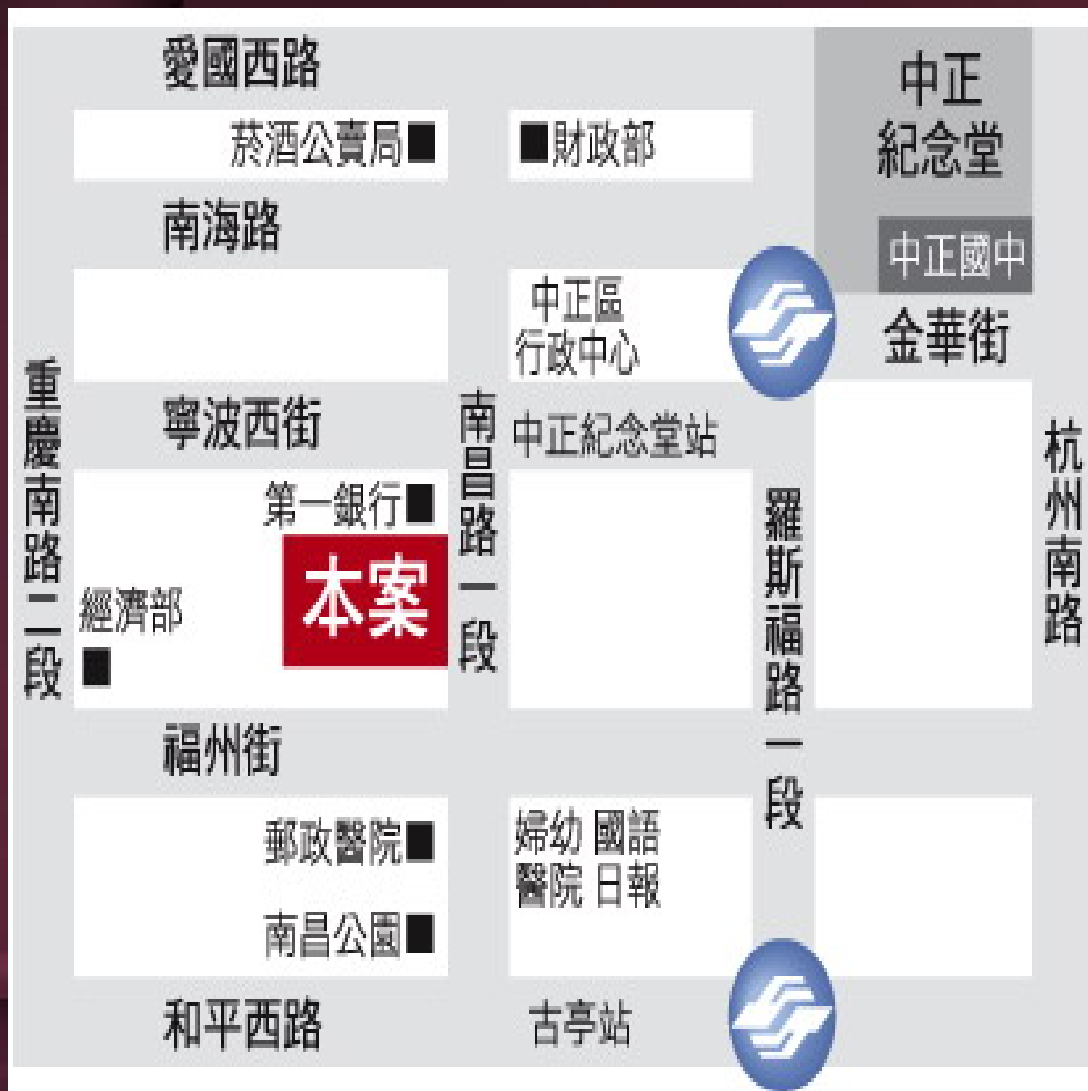 愛國西路
中正
紀念堂
菸酒公賣局
財政部
南海路
中正國中
中正區
行政中心
金華街
重慶南路二段
寧波西街
南昌路一段
中正紀念堂站
杭州南路
第一銀行
羅斯福路一段
本案
經濟部
福州街
郵政醫院
婦幼 國語
醫院 日報
南昌公園
和平西路
古亭站